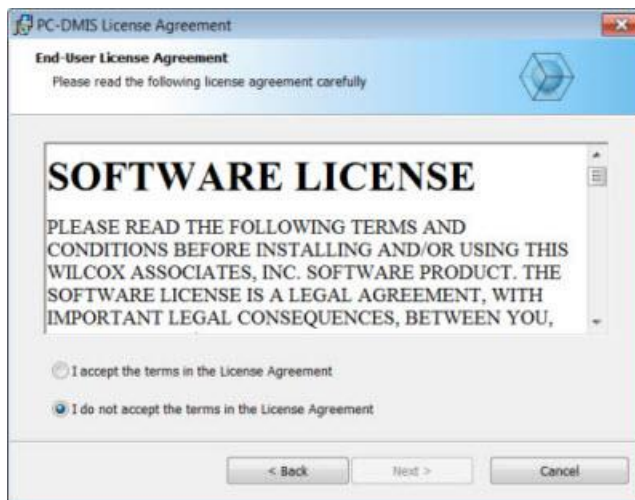 PC-DMIS License Agreement
End-User License Agreement
Please read the following license agreement carefully
SOFTWARE LICENSE
PLEASE READ THE FOLLOWING TERMS AND
CONDITIONS BEFORE INSTALLING AND/OR USING THIS
WILCOX ASSOCIATES, INC. SOFTWARE PRODUCT. THE
SOFTWARE LICENSE IS A LEGAL AGREEMENT, WITH
IMPORTANT LEGAL CONSEQUENCES, BETWEEN YOU,
I accept the terms in the License Agreement
I do not accept the terms in the License Agreement
< Back Next > Cancel